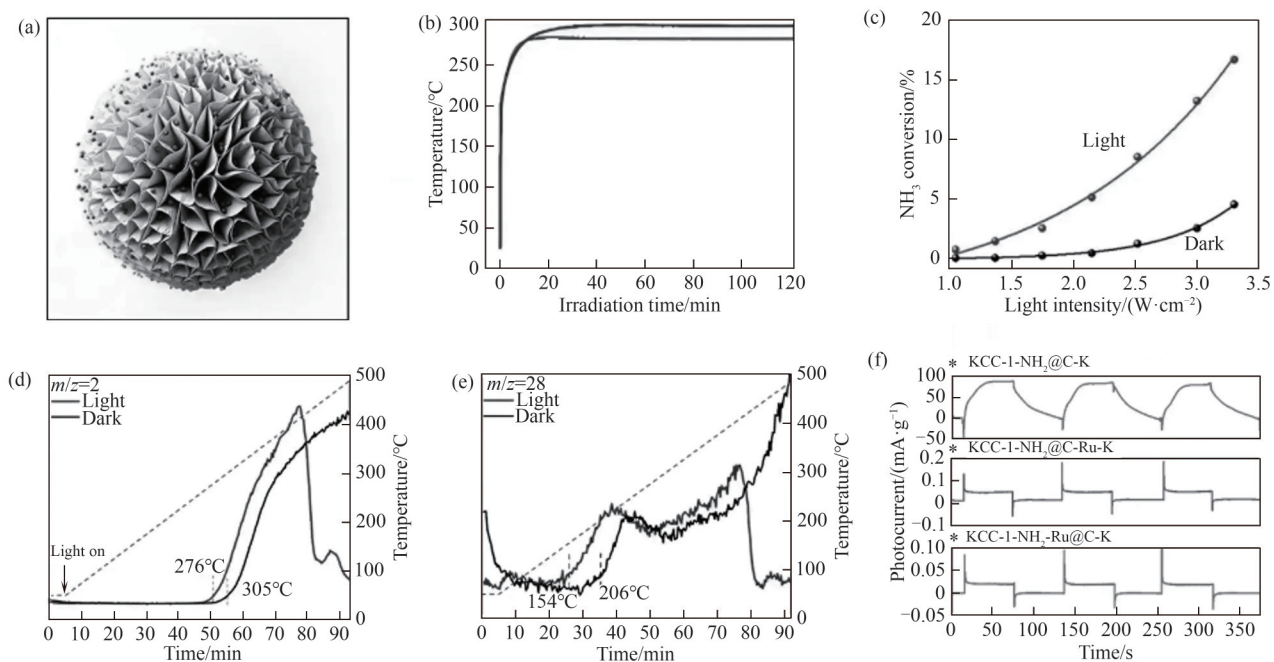 (a)
(b)
300
250
200
150
100
50
0
Temperature/°C
0 20 40 60 80 100 120
Irradiation time/min
(c)
20
15
10
5
0
NH₃ conversion/%
Light
Dark
1.0 1.5 2.0 2.5 3.0 3.5
Light intensity/(W·cm⁻²)
(d)
m/z=2
Light
Dark
Light on
276°C
305°C
500
400
300
200
100
0
Temperature/°C
0 10 20 30 40 50 60 70 80 90
Time/min
(e)
m/z=28
Light
Dark
154°C
206°C
500
400
300
200
100
0
Temperature/°C
0 10 20 30 40 50 60 70 80 90
Time/min
(f)
* KCC-1-NH₂@C-K
100
50
0
−50
* KCC-1-NH₂@C-Ru-K
0.2
0.1
0
−0.1
* KCC-1-NH₂-Ru@C-K
0.10
0.05
0
−0.05
Photocurrent/(mA·g⁻¹)
0 50 100 150 200 250 300 350
Time/s